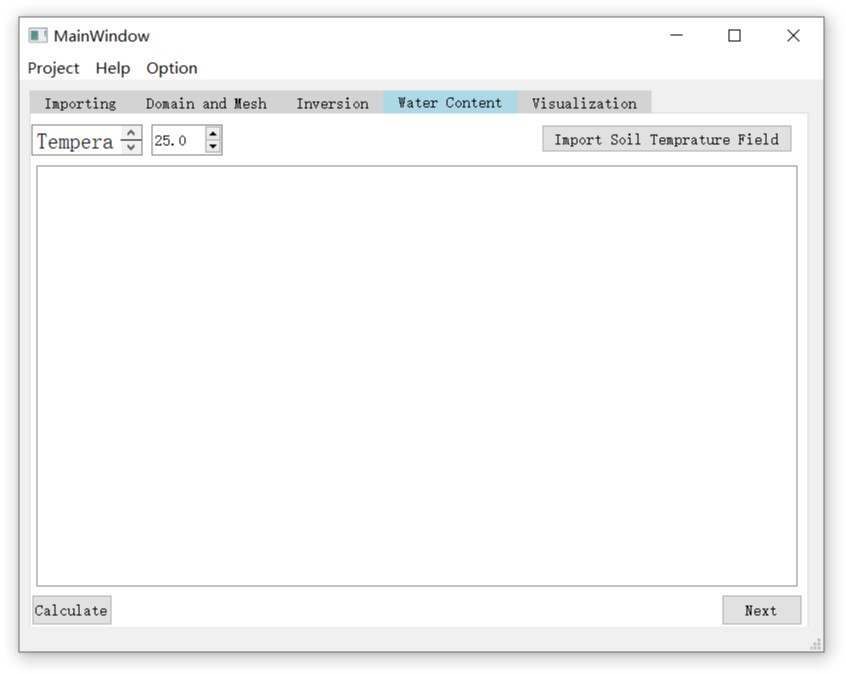 MainWindow
Project Help Option
Importing Domain and Mesh Inversion Water Content Visualization
Tempera 25.0 Import Soil Temprature Field
Calculate Next